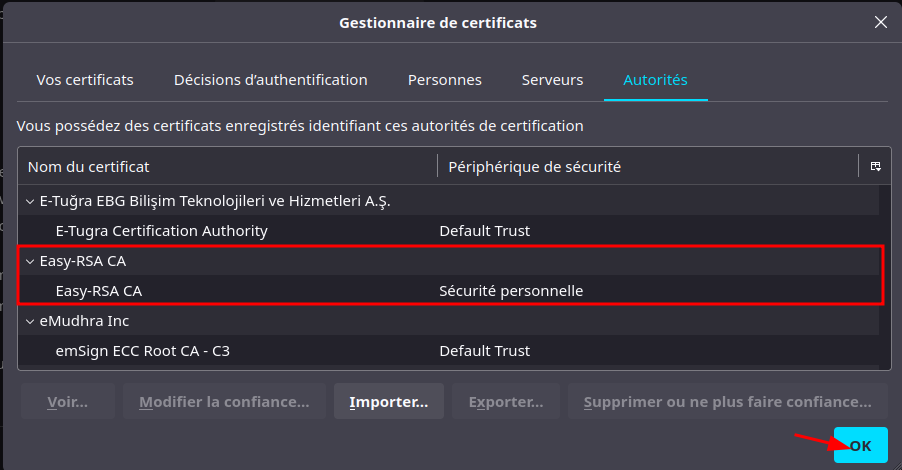 Gestionnaire de certificats
Vos certificats Décisions d’authentification Personnes Serveurs Autorités
Vous possédez des certificats enregistrés identifiant ces autorités de certification
Nom du certificat Périphérique de sécurité
E-Tuğra EBG Bilişim Teknolojileri ve Hizmetleri A.Ş.
E-Tugra Certification Authority Default Trust
Easy-RSA CA
Easy-RSA CA Sécurité personnelle
eMudhra Inc
emSign ECC Root CA - C3 Default Trust
Voir... Modifier la confiance... Importer... Exporter... Supprimer ou ne plus faire confiance...
OK